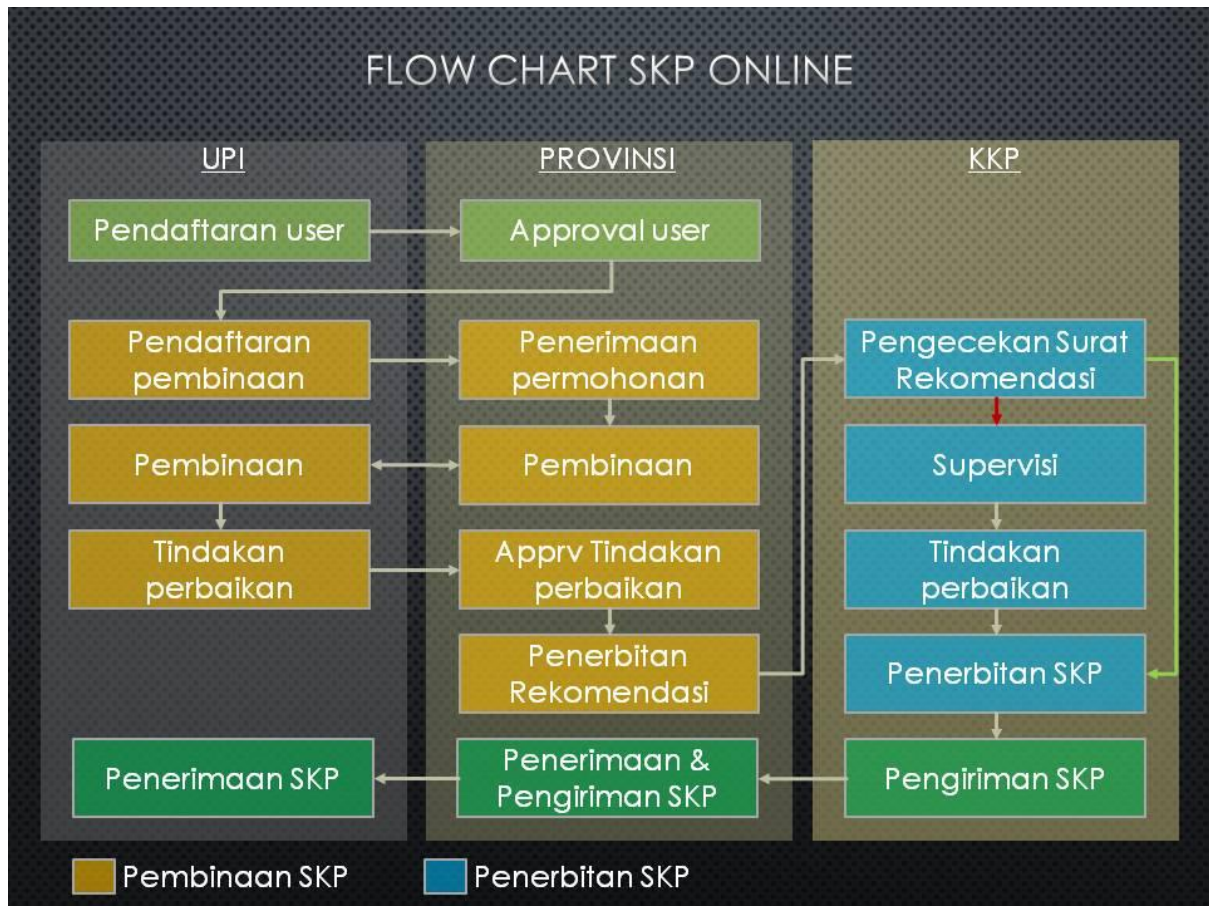 FLOW CHART SKP ONLINE
UPI
PROVINSI
KKP
Pendaftaran user
Approval user
Pendaftaran
pembinaan
Penerimaan
permohonan
Pengecekan Surat
Rekomendasi
Pembinaan
Pembinaan
Supervisi
Tindakan
perbaikan
Apprv Tindakan
perbaikan
Tindakan
perbaikan
Penerbitan
Rekomendasi
Penerbitan SKP
Penerimaan SKP
Penerimaan &
Pengiriman SKP
Pengiriman SKP
Pembinaan SKP
Penerbitan SKP